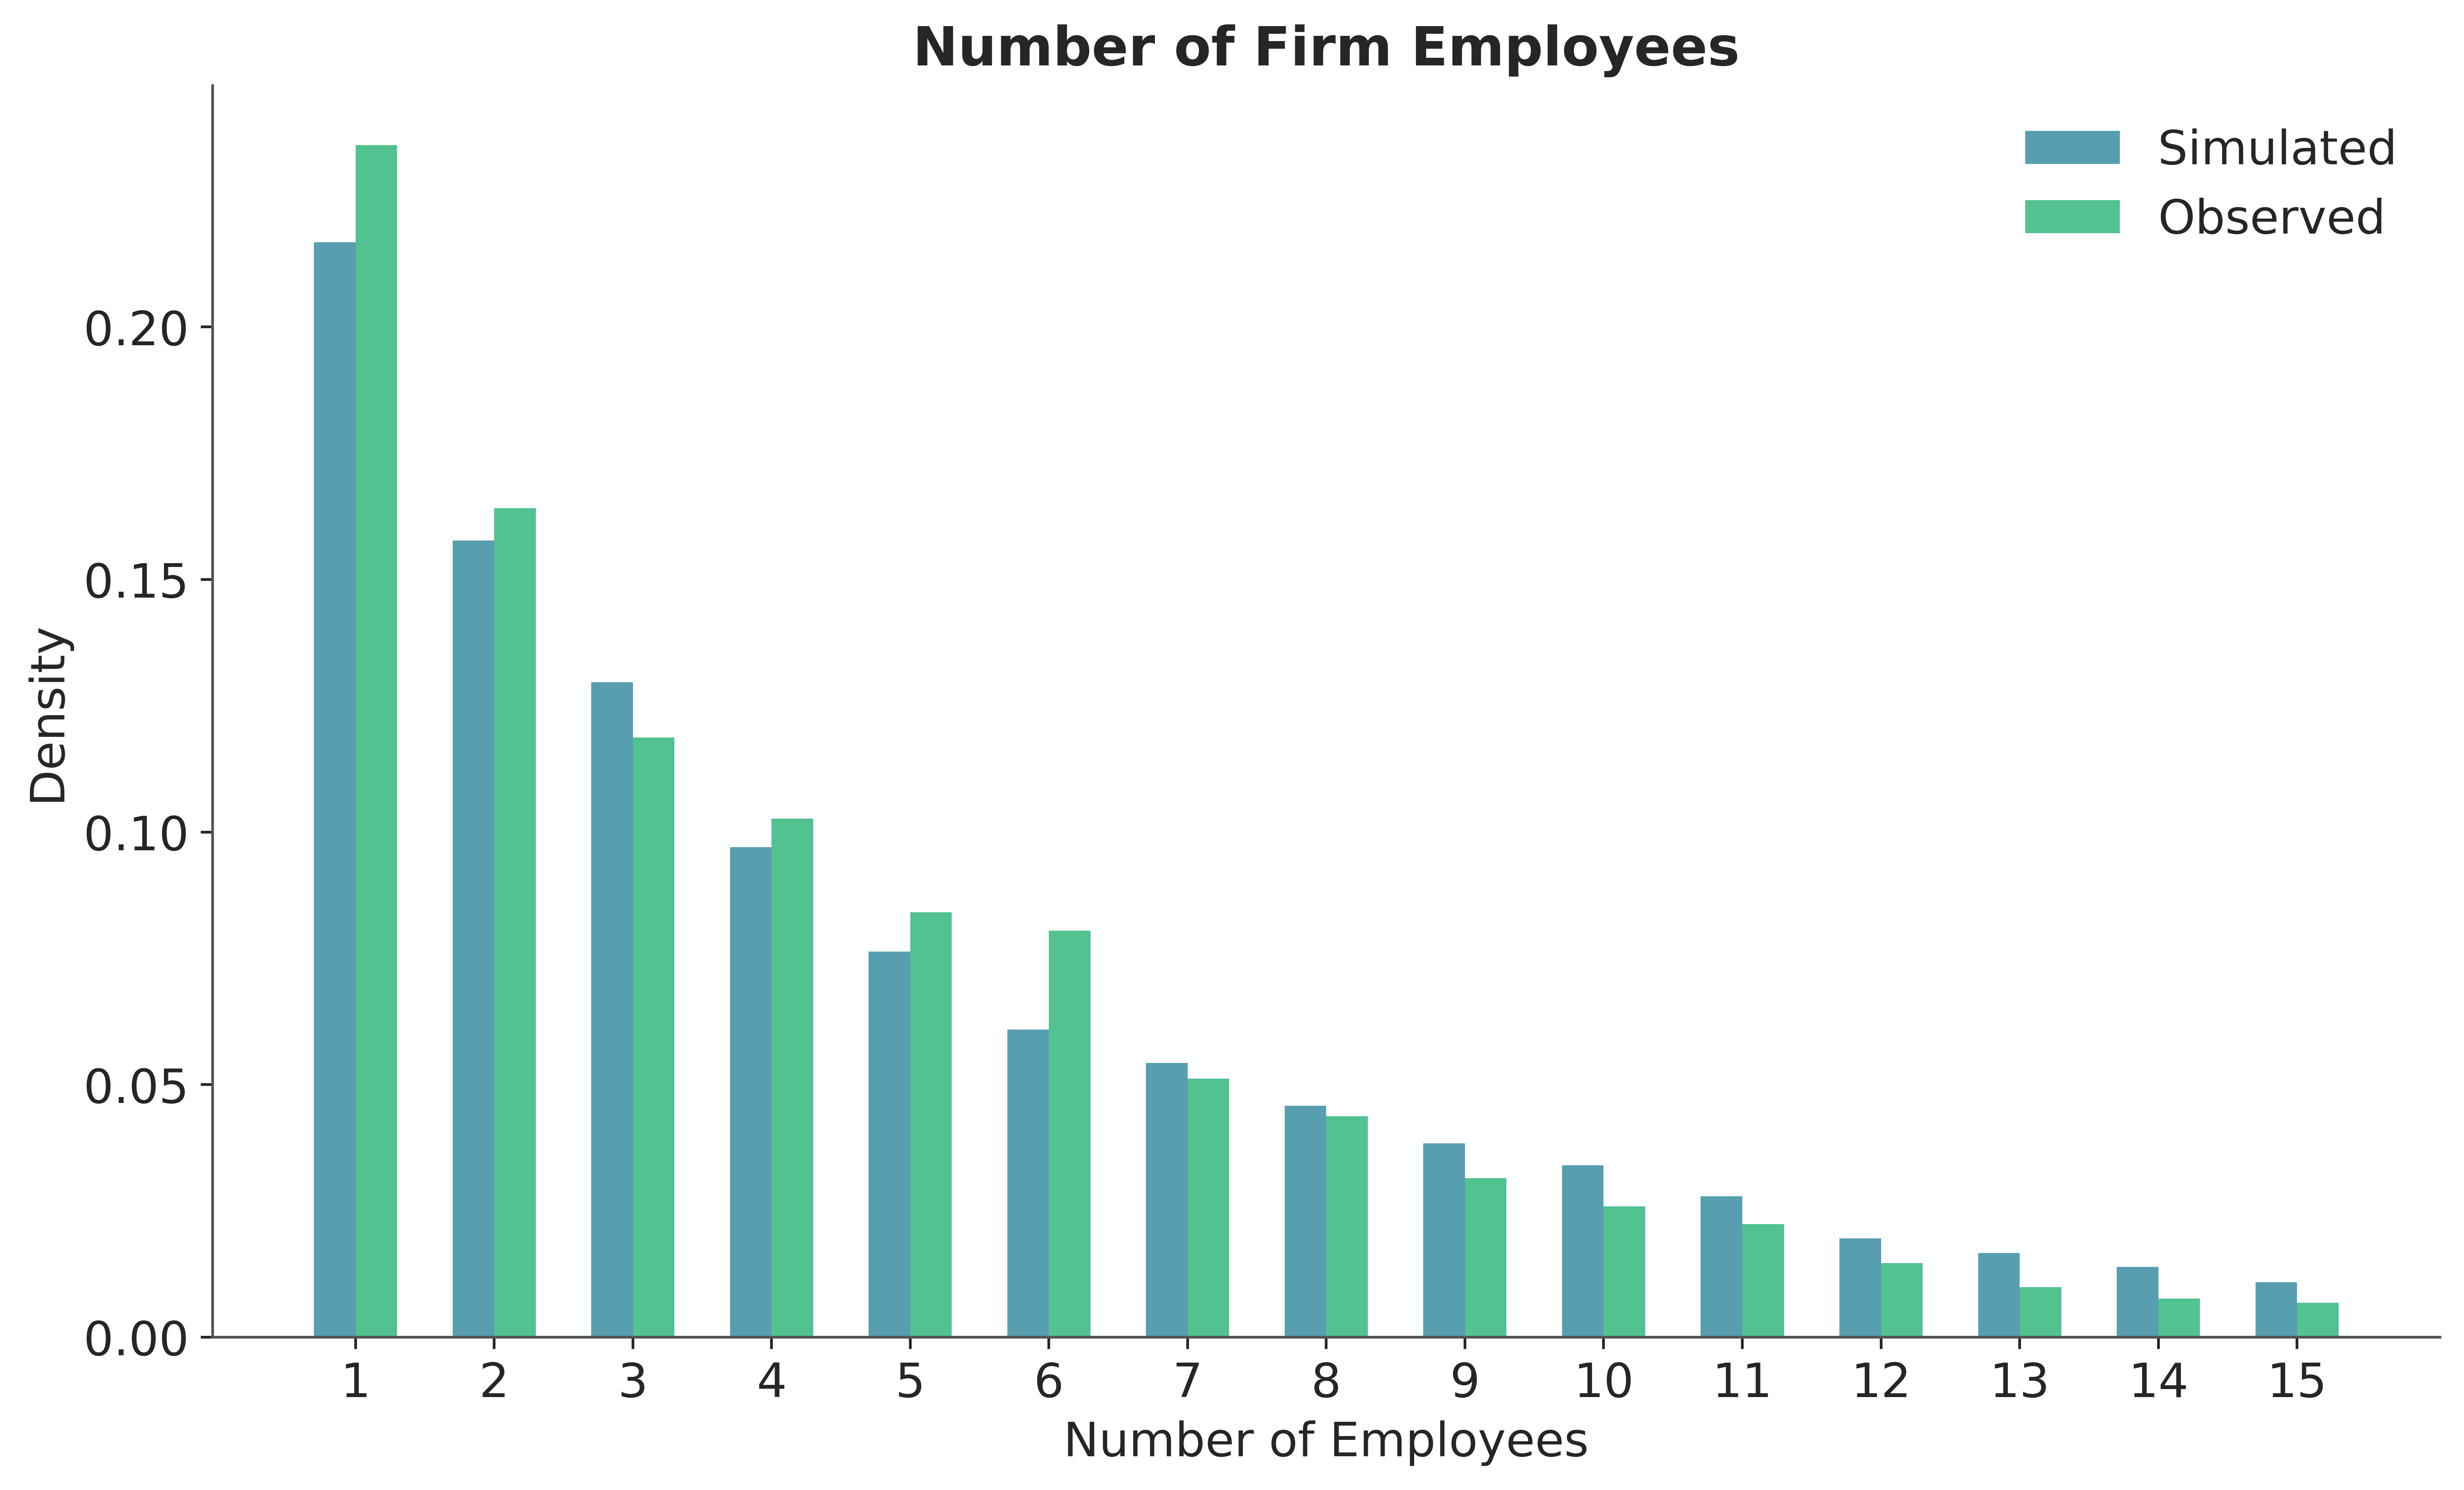 Number of Firm Employees
Simulated
Observed
Density
0.20
0.15
0.10
0.05
0.00
1 2 3 4 5 6 7 8 9 10 11 12 13 14 15
Number of Employees